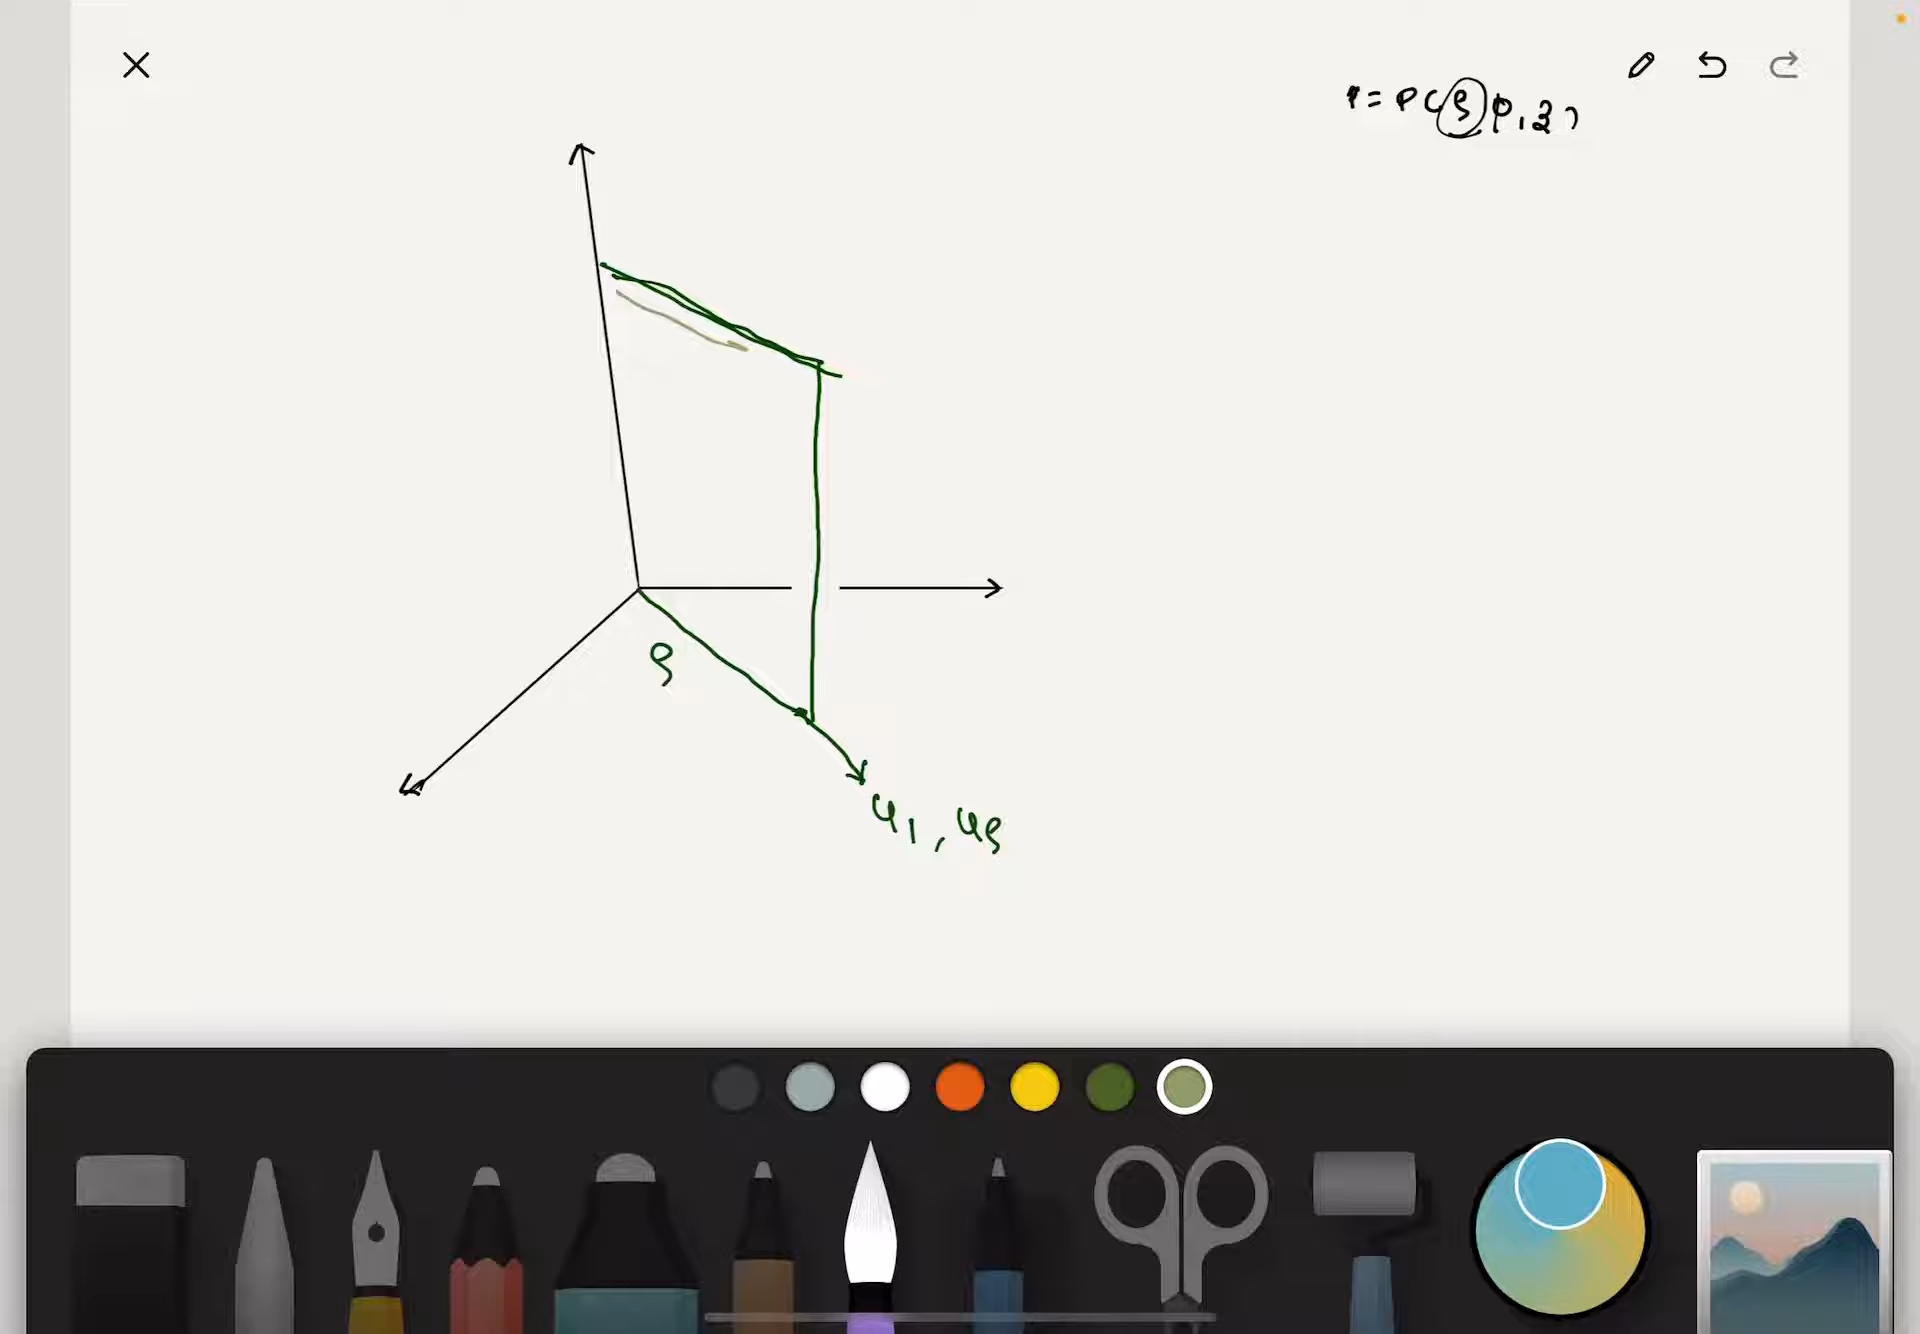 P = P(ρ, φ, z)
ρ
u₁, uρ